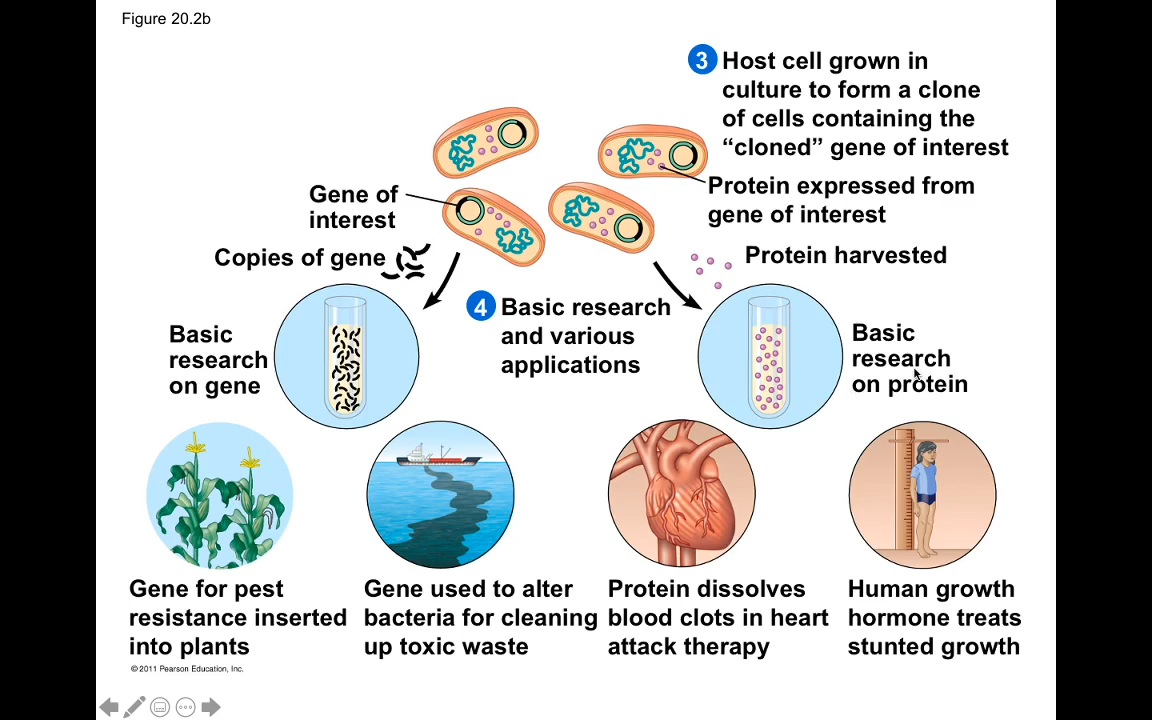 Figure 20.2b
3 Host cell grown in
culture to form a clone
of cells containing the
“cloned” gene of interest
Gene of
interest
Protein expressed from
gene of interest
Copies of gene
Protein harvested
4 Basic research
and various
applications
Basic
research
on gene
Basic
research
on protein
Gene for pest
resistance inserted
into plants
Gene used to alter
bacteria for cleaning
up toxic waste
Protein dissolves
blood clots in heart
attack therapy
Human growth
hormone treats
stunted growth
© 2011 Pearson Education, Inc.